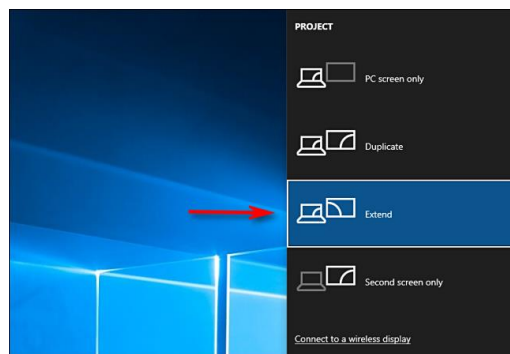 PROJECT
PC screen only
Duplicate
Extend
Second screen only
Connect to a wireless display